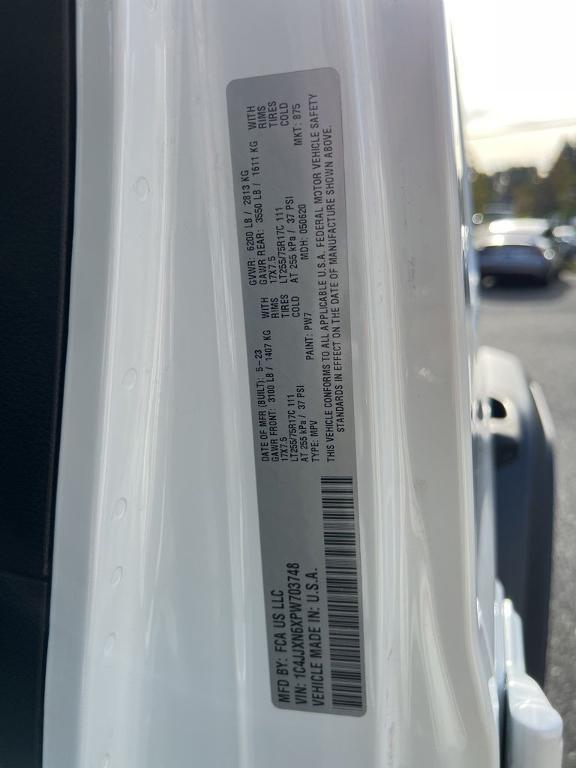 MFD BY: FCA US LLC
VIN: 1C4JJXN6XPW703748
VEHICLE MADE IN: U.S.A.
DATE OF MFR (BUILT): 5-23
GAWR FRONT: 3100 LB / 1407 KG WITH
17X7.5 RIMS
LT255/75R17C 111 TIRES
AT 255 kPa / 37 PSI COLD
TYPE: MPV PAINT: PW7
GVWR: 6200 LB / 2813 KG
GAWR REAR: 3550 LB / 1611 KG WITH
17X7.5 RIMS
LT255/75R17C 111 TIRES
AT 255 kPa / 37 PSI COLD
MDH: 050520 MKT: 875
THIS VEHICLE CONFORMS TO ALL APPLICABLE U.S.A. FEDERAL MOTOR VEHICLE SAFETY
STANDARDS IN EFFECT ON THE DATE OF MANUFACTURE SHOWN ABOVE.